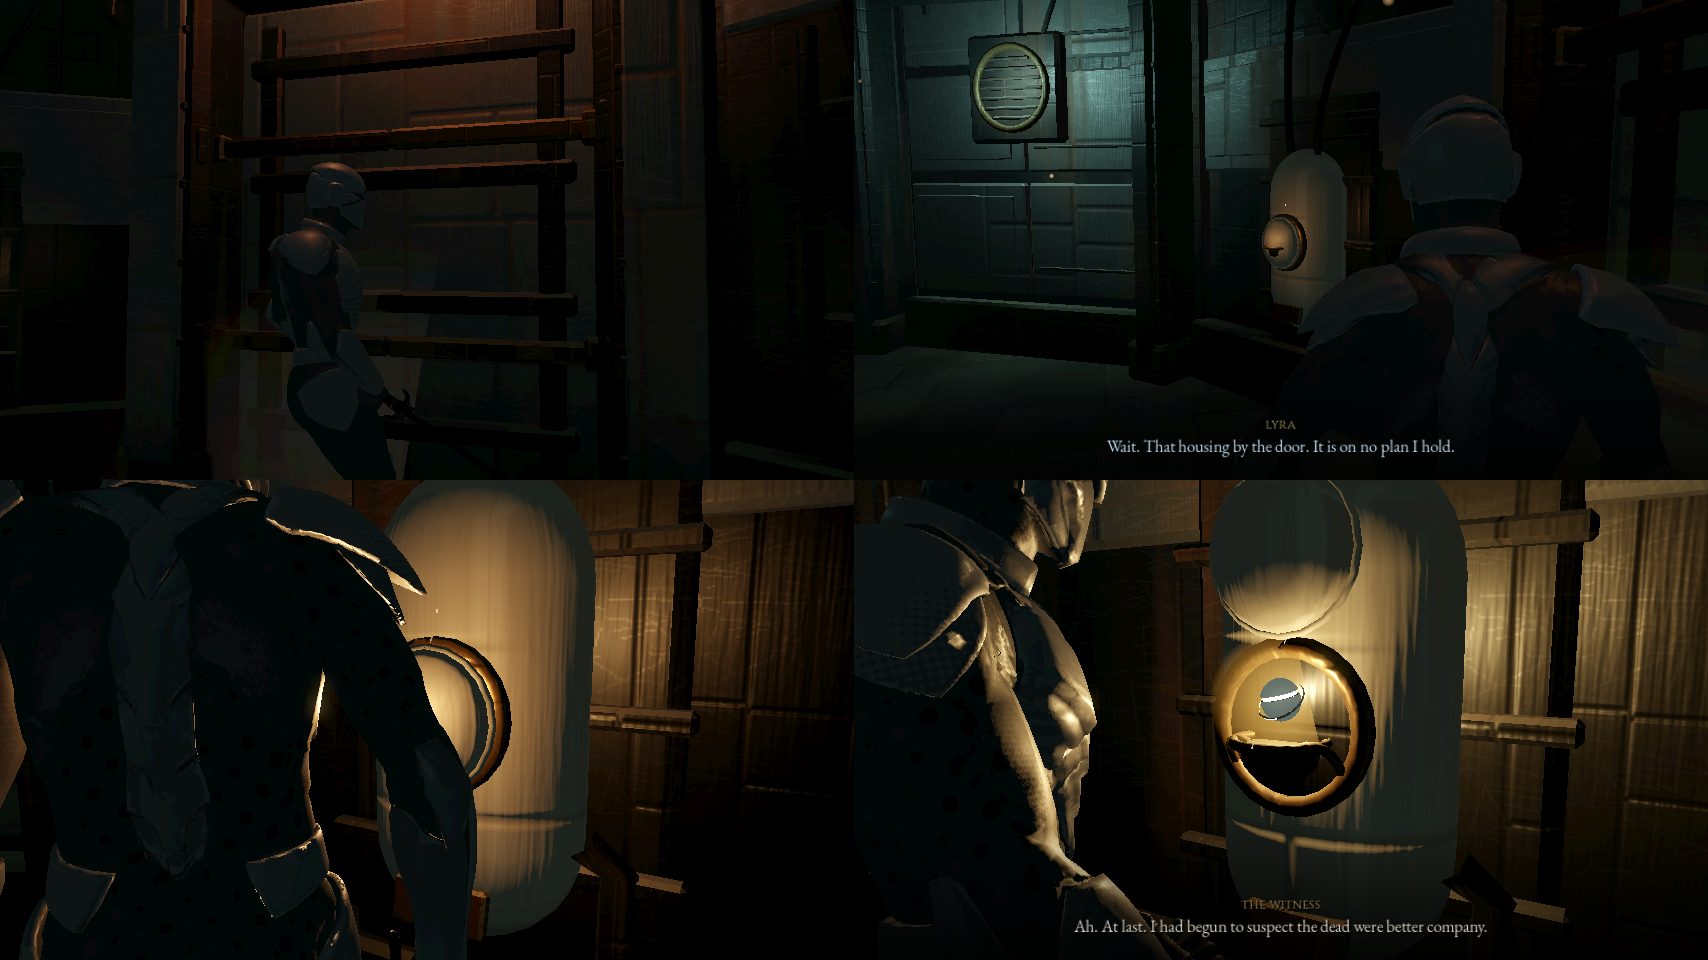 LYRA
Wait. That housing by the door. It is on no plan I hold.
THE WITNESS
Ah. At last. I had begun to suspect the dead were better company.